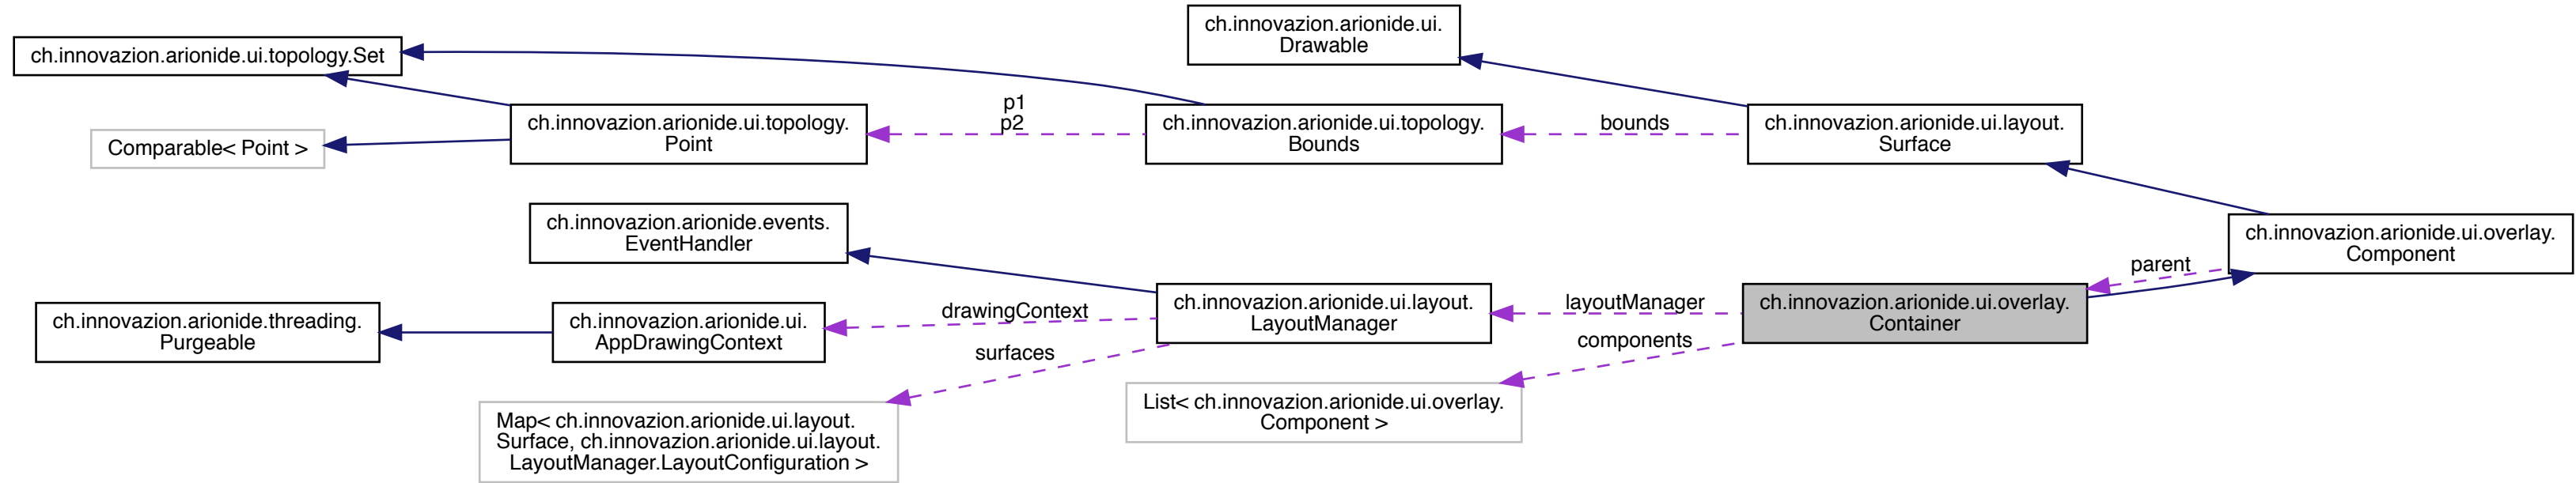 ch.innovazion.arionide.ui.
Drawable
ch.innovazion.arionide.ui.topology.Set
p1
p2
ch.innovazion.arionide.ui.topology.
Point
ch.innovazion.arionide.ui.topology.
Bounds
bounds
ch.innovazion.arionide.ui.layout.
Surface
Comparable< Point >
ch.innovazion.arionide.events.
EventHandler
ch.innovazion.arionide.ui.overlay.
Component
parent
ch.innovazion.arionide.threading.
Purgeable
ch.innovazion.arionide.ui.
AppDrawingContext
drawingContext
ch.innovazion.arionide.ui.layout.
LayoutManager
layoutManager
ch.innovazion.arionide.ui.overlay.
Container
surfaces
components
Map< ch.innovazion.arionide.ui.layout.
Surface, ch.innovazion.arionide.ui.layout.
LayoutManager.LayoutConfiguration >
List< ch.innovazion.arionide.ui.overlay.
Component >